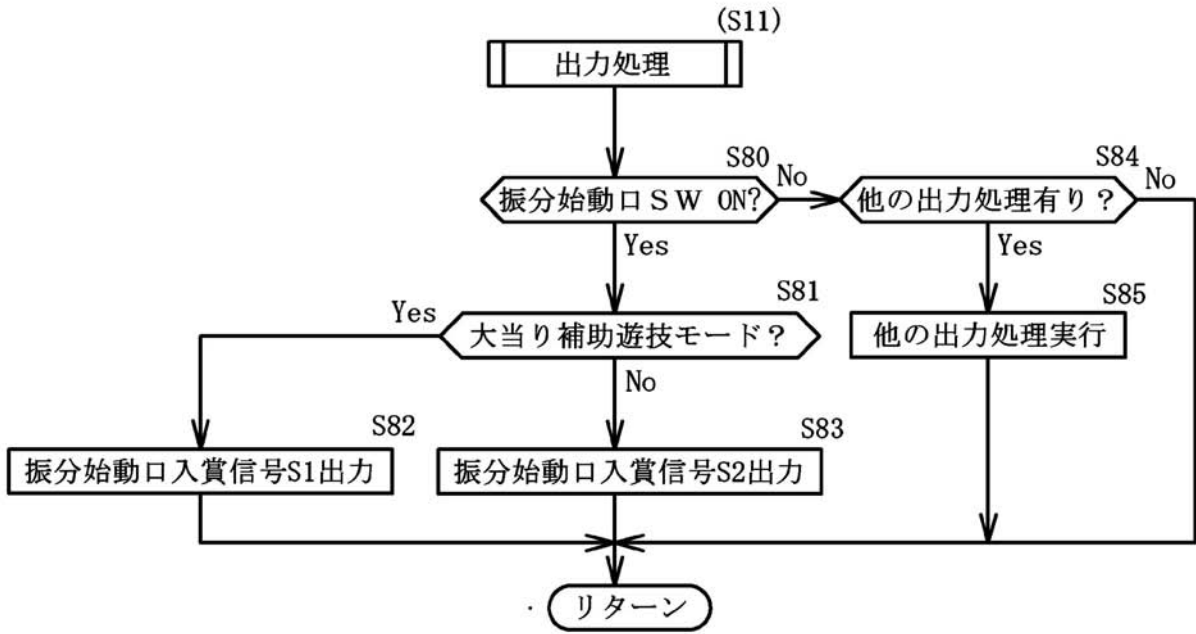 (S11)
出力処理
S80
振分始動口ＳＷ ON?
No
S84
他の出力処理有り？
No
Yes
Yes
S81
大当り補助遊技モード？
Yes
No
S85
他の出力処理実行
S82
振分始動口入賞信号S1出力
S83
振分始動口入賞信号S2出力
リターン